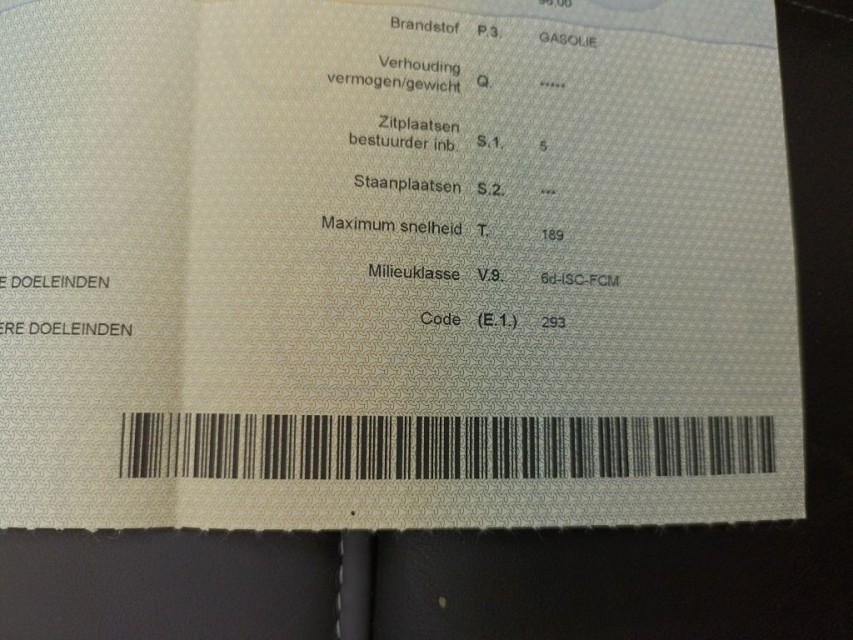 Brandstof P.3. GASOLIE
Verhouding
vermogen/gewicht Q. *****
Zitplaatsen
bestuurder inb. S.1. 5
Staanplaatsen S.2. ***
Maximum snelheid T. 189
E DOELEINDEN
Milieuklasse V.9. 6d-ISC-FCM
ERE DOELEINDEN
Code (E.1.) 293